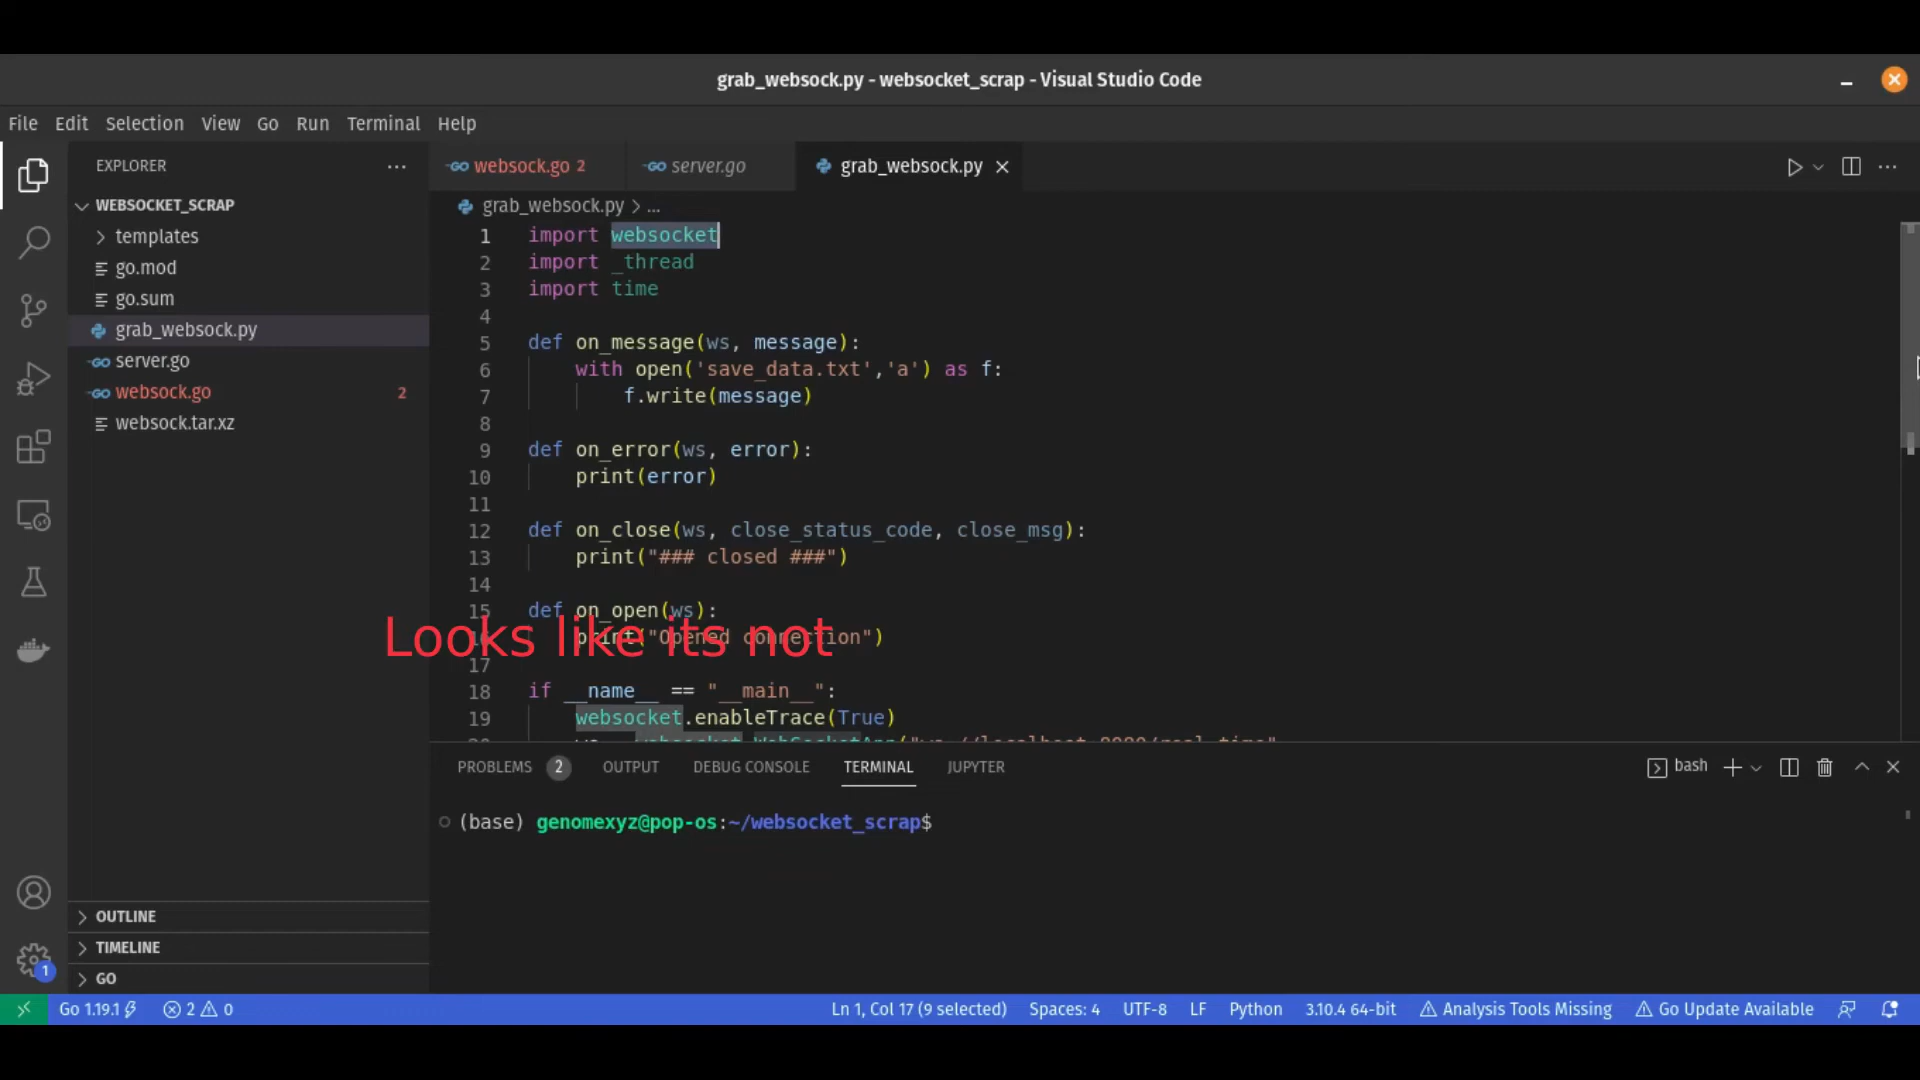 grab_websock.py - websocket_scrap - Visual Studio Code
File Edit Selection View Go Run Terminal Help
EXPLORER
WEBSOCKET_SCRAP
templates
go.mod
go.sum
grab_websock.py
server.go
websock.go 2
websock.tar.xz
OUTLINE
TIMELINE
GO
websock.go 2 server.go grab_websock.py
grab_websock.py > ...
1 import websocket
2 import _thread
3 import time
4
5 def on_message(ws, message):
6 with open('save_data.txt','a') as f:
7 f.write(message)
8
9 def on_error(ws, error):
10 print(error)
11
12 def on_close(ws, close_status_code, close_msg):
13 print("### closed ###")
14
15 def on_open(ws):
print("Opened connection")
Looks like its not
17
18 if __name__ == "__main__":
19 websocket.enableTrace(True)
PROBLEMS 2 OUTPUT DEBUG CONSOLE TERMINAL JUPYTER
bash
(base) genomexyz@pop-os:~/websocket_scrap$
1
Go 1.19.1 2 0 Ln 1, Col 17 (9 selected) Spaces: 4 UTF-8 LF Python 3.10.4 64-bit Analysis Tools Missing Go Update Available